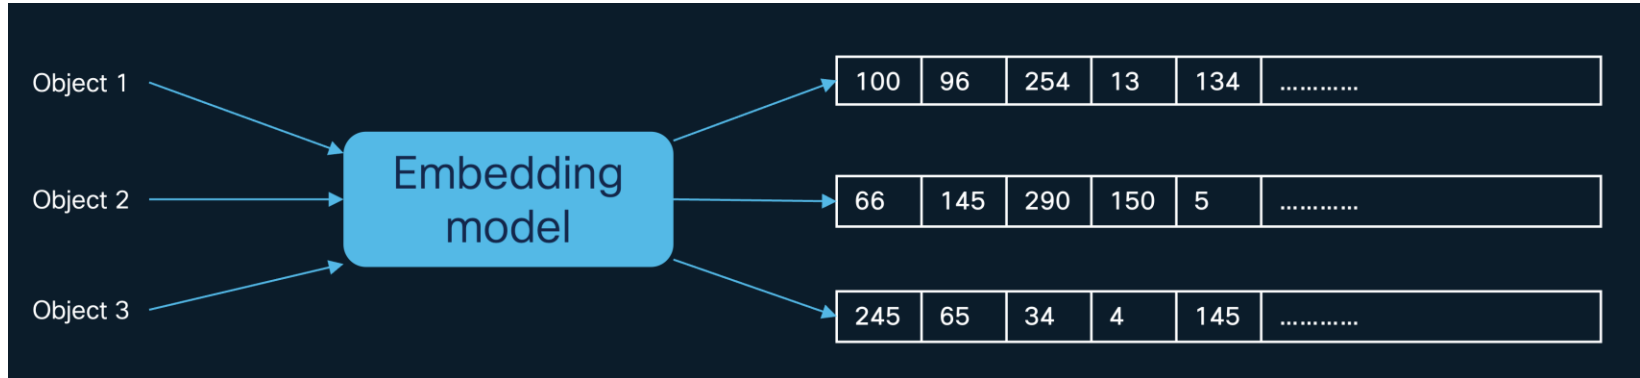 Object 1
100 96 254 13 134 ............
Embedding
model
Object 2
66 145 290 150 5 ............
Object 3
245 65 34 4 145 ............